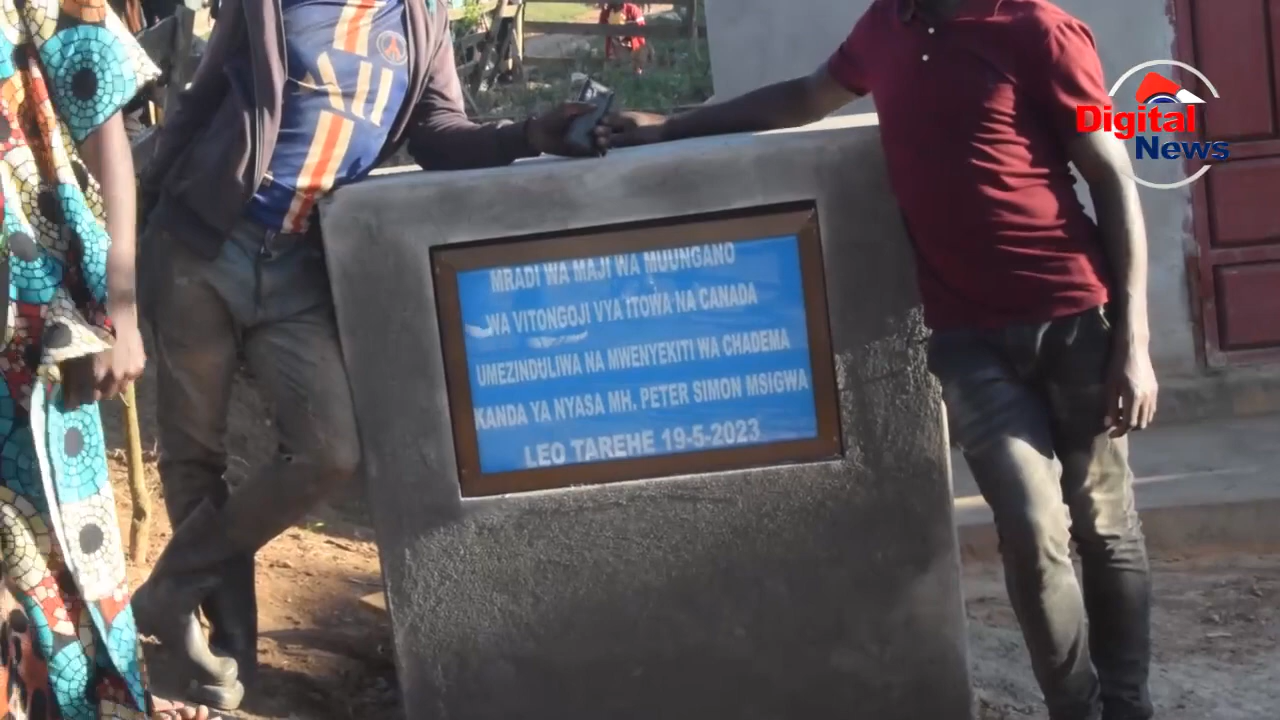 Digital
News
MRADI WA MAJI WA MUUNGANO
WA VITONGOJI VYA ITOWA NA CANADA
UMEZINDULIWA NA MWENYEKITI WA CHADEMA
KANDA YA NYASA MH. PETER SIMON MSIGWA
LEO TAREHE 19-5-2023